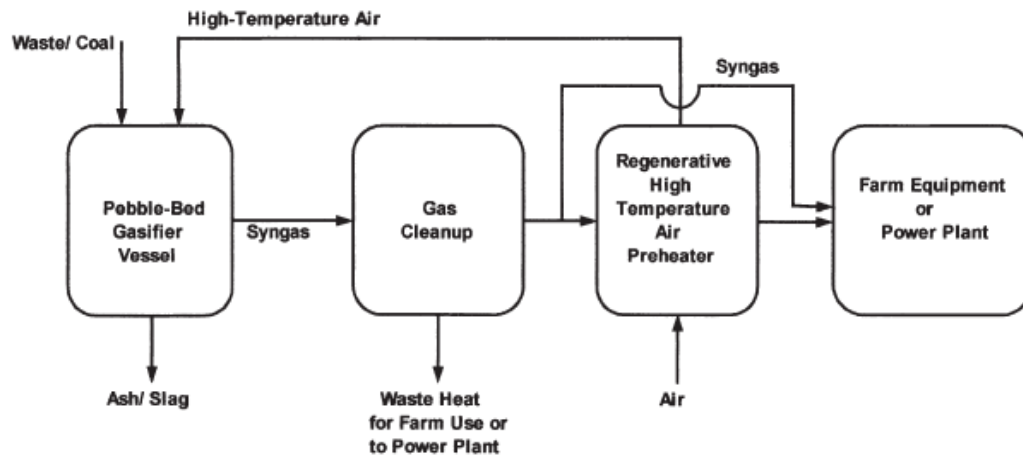 High-Temperature Air
Waste/ Coal
Syngas
Pebble-Bed
Gasifier
Vessel
Syngas
Gas
Cleanup
Regenerative
High
Temperature
Air
Preheater
Farm Equipment
or
Power Plant
Ash/ Slag
Waste Heat
for Farm Use or
to Power Plant
Air